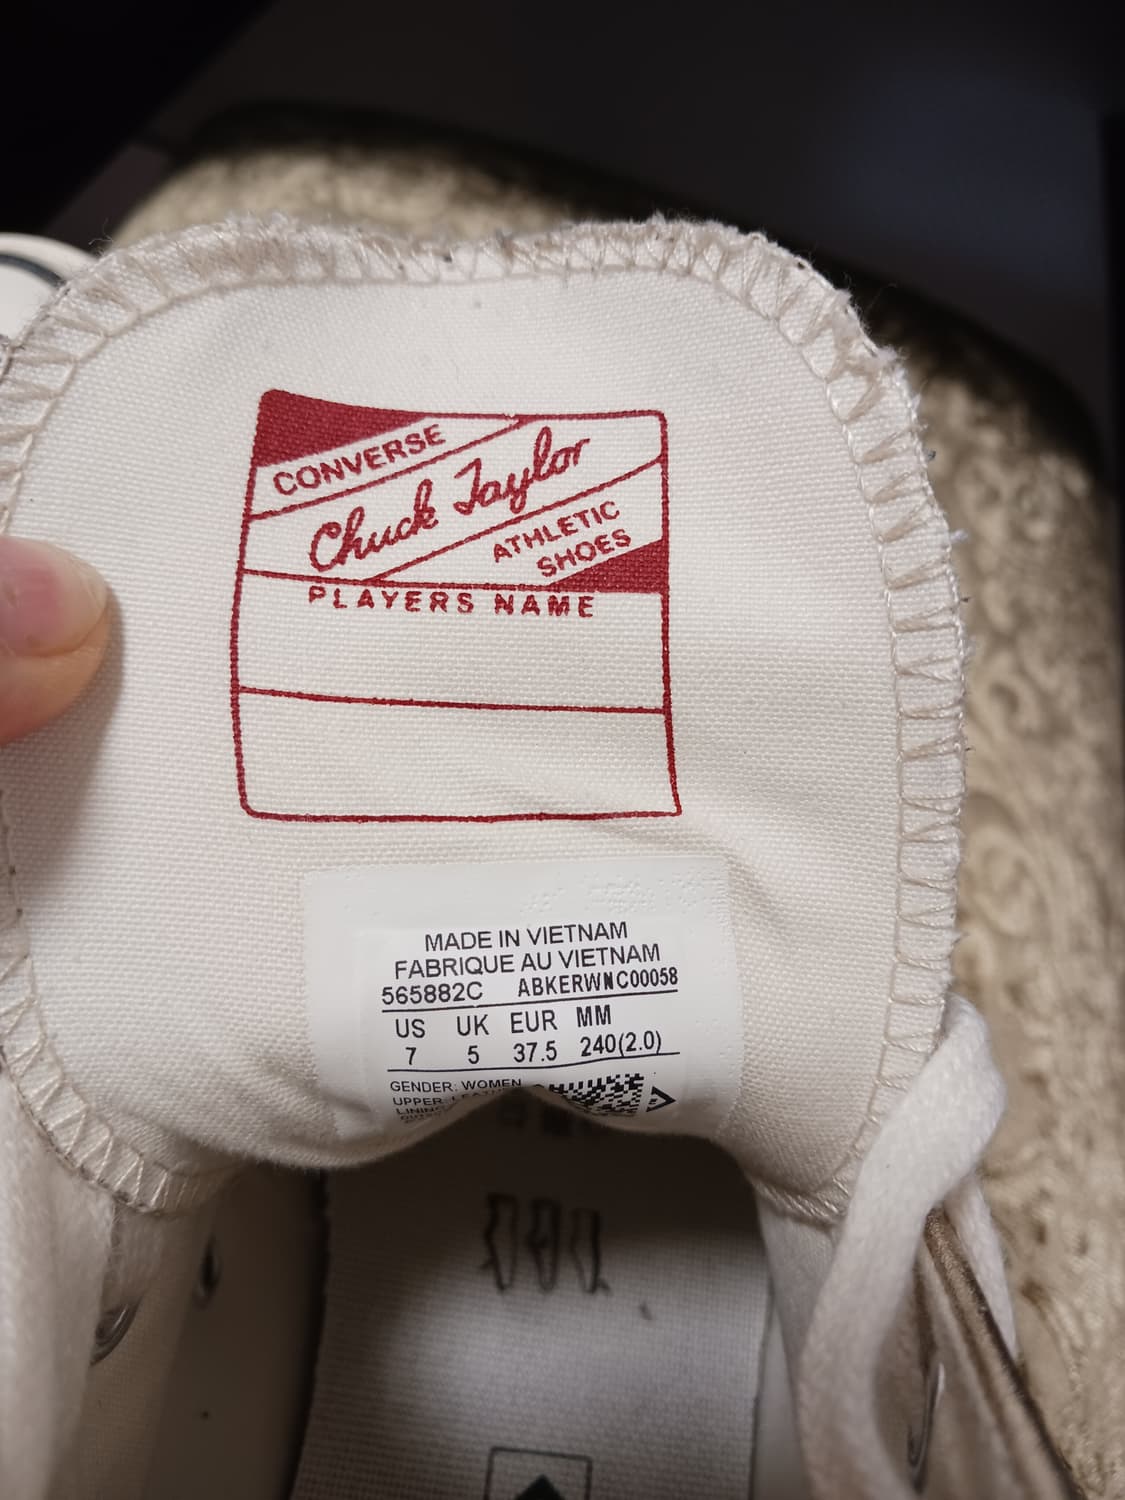 CONVERSE
Chuck Taylor
ATHLETIC
SHOES
PLAYERS NAME
MADE IN VIETNAM
FABRIQUE AU VIETNAM
565882C ABKERWNC00058
US UK EUR MM
7 5 37.5 240(2.0)
GENDER: WOMEN
UPPER: